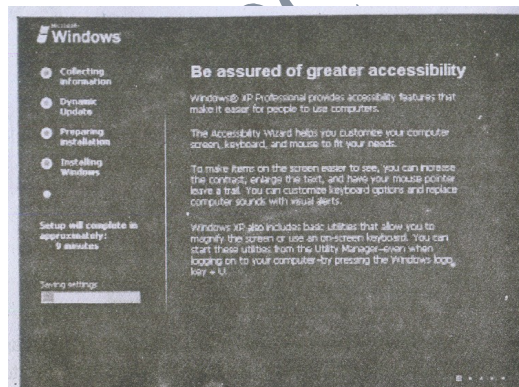 Microsoft
Windows
Collecting
information
Dynamic
Update
Preparing
installation
Installing
Windows
Setup will complete in
approximately:
9 minutes
Saving settings
Be assured of greater accessibility
Windows® XP Professional provides accessibility features that
make it easier for people to use computers.
The Accessibility Wizard helps you customize your computer
screen, keyboard, and mouse to fit your needs.
To make items on the screen easier to see, you can increase
the contrast, enlarge the text, and have your mouse pointer
leave a trail. You can customize keyboard options and replace
computer sounds with visual alerts.
Windows XP also includes basic utilities that allow you to
magnify the screen or use an on-screen keyboard. You can
start these utilities from the Utility Manager-even when
logging on to your computer-by pressing the Windows logo
key + U.